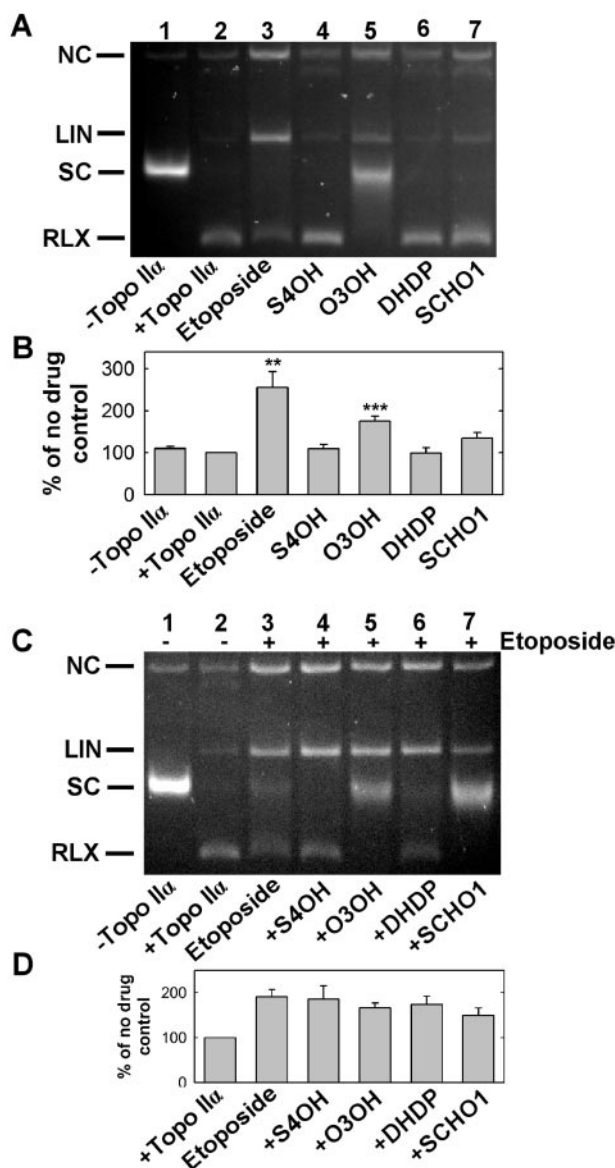 A
1 2 3 4 5 6 7
NC
LIN
SC
RLX
-Topo IIα
+Topo IIα
Etoposide
S4OH
O3OH
DHDP
SCHO1
B
% of no drug
control
300
200
100
0
**
***
-Topo IIα
+Topo IIα
Etoposide
S4OH
O3OH
DHDP
SCHO1
C
1 2 3 4 5 6 7
- - + + + + + Etoposide
NC
LIN
SC
RLX
-Topo IIα
+Topo IIα
Etoposide
+S4OH
+O3OH
+DHDP
+SCHO1
D
% of no drug
control
200
100
0
+Topo IIα
Etoposide
+S4OH
+O3OH
+DHDP
+SCHO1